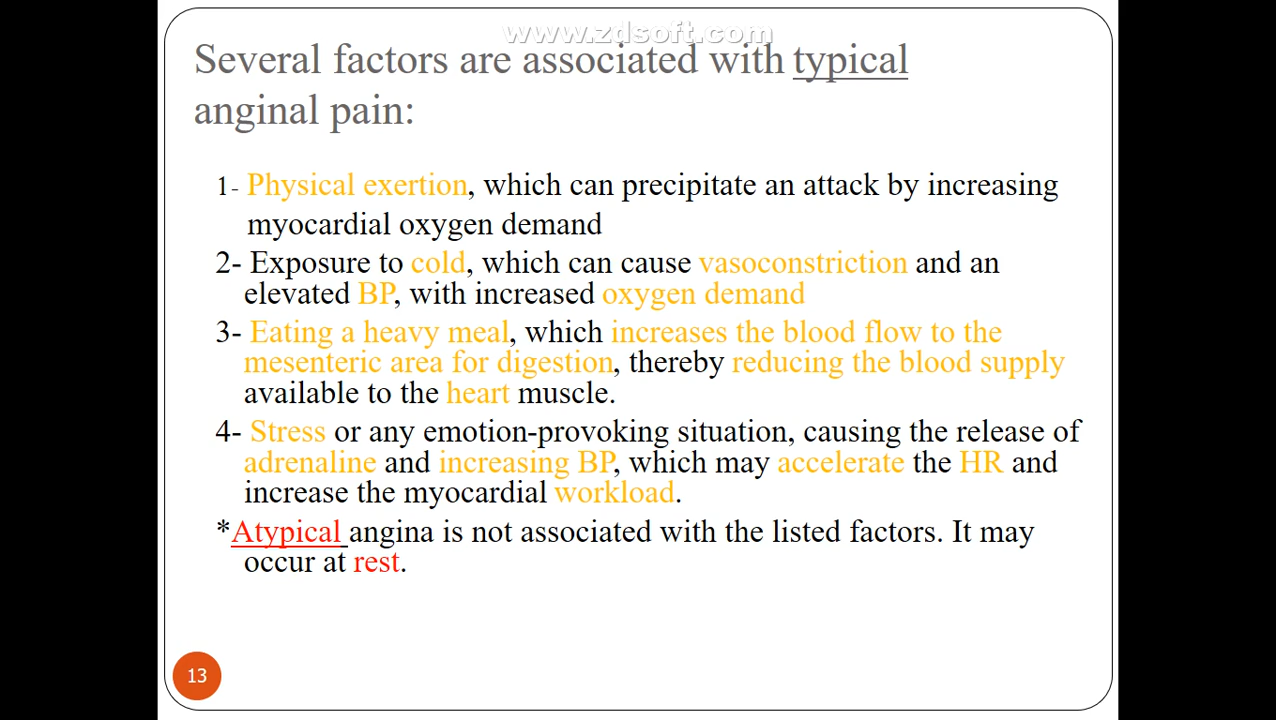 www.zdsoft.com
Several factors are associated with typical
anginal pain:
1- Physical exertion, which can precipitate an attack by increasing
myocardial oxygen demand
2- Exposure to cold, which can cause vasoconstriction and an
elevated BP, with increased oxygen demand
3- Eating a heavy meal, which increases the blood flow to the
mesenteric area for digestion, thereby reducing the blood supply
available to the heart muscle.
4- Stress or any emotion-provoking situation, causing the release of
adrenaline and increasing BP, which may accelerate the HR and
increase the myocardial workload.
*Atypical angina is not associated with the listed factors. It may
occur at rest.
13